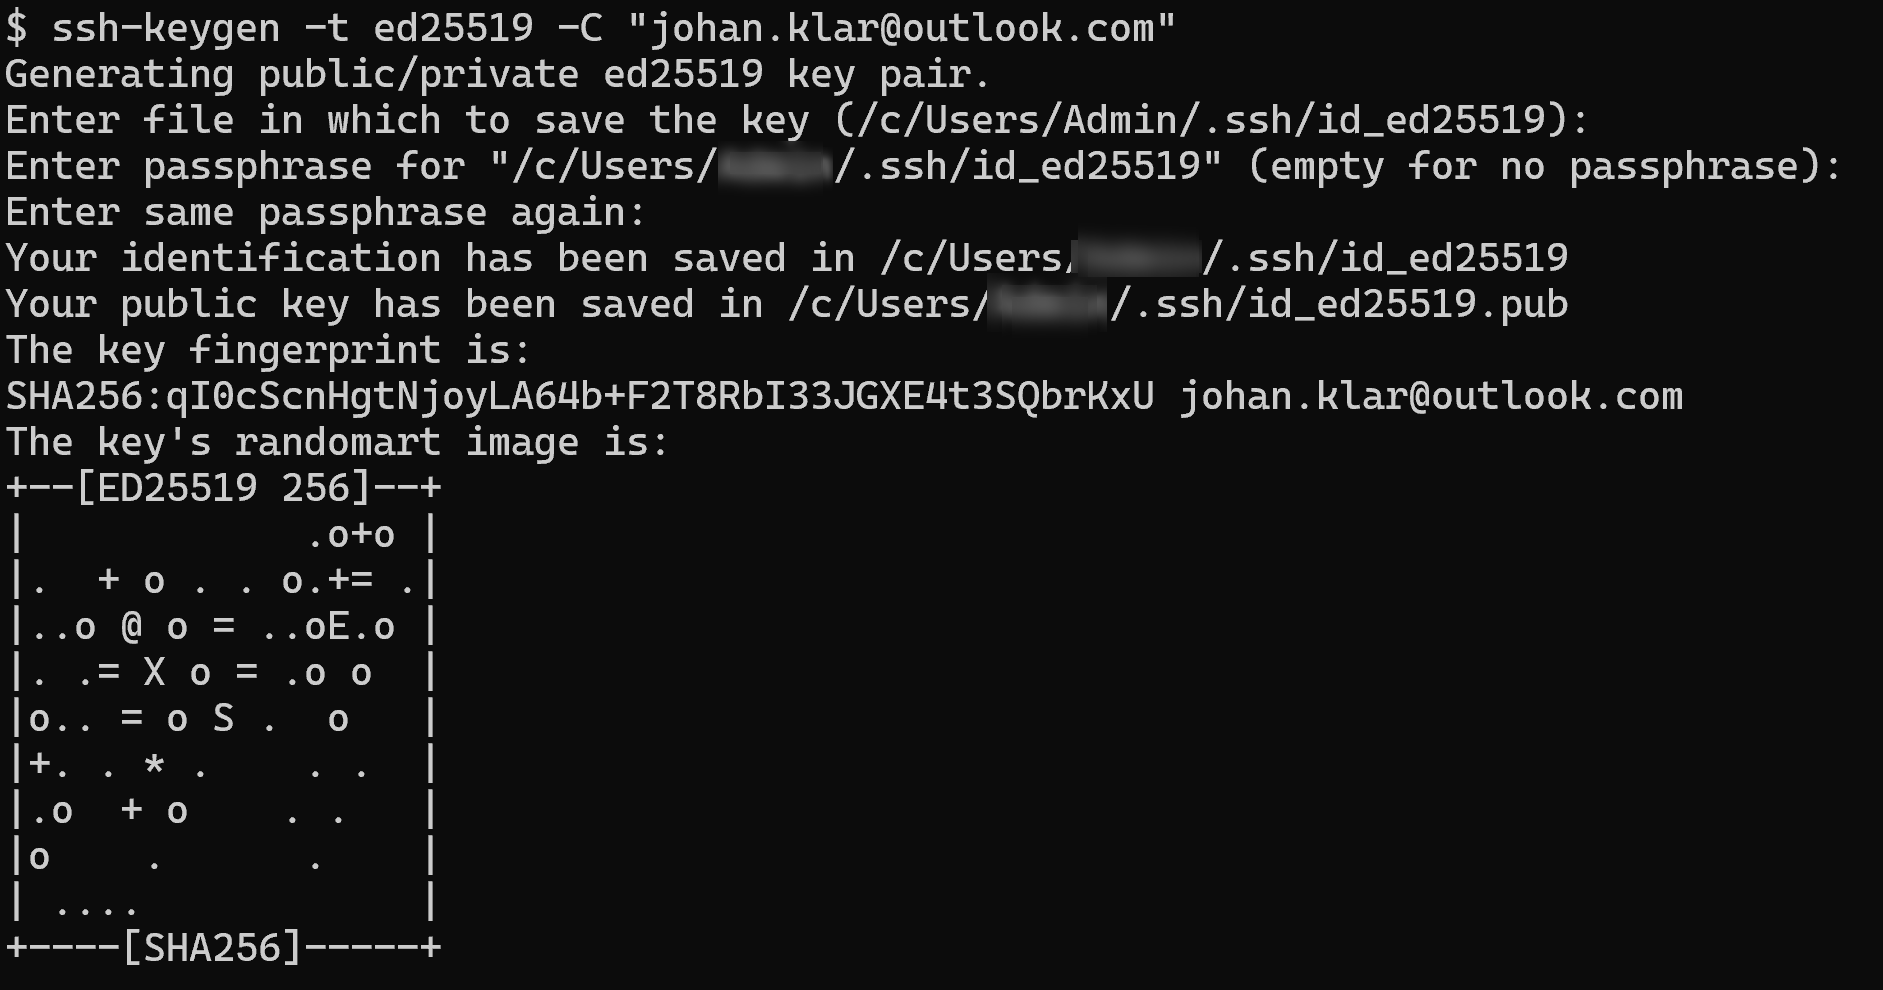 $ ssh-keygen -t ed25519 -C "johan.klar@outlook.com"
Generating public/private ed25519 key pair.
Enter file in which to save the key (/c/Users/Admin/.ssh/id_ed25519):
Enter passphrase for "/c/Users/ /.ssh/id_ed25519" (empty for no passphrase):
Enter same passphrase again:
Your identification has been saved in /c/Users/ /.ssh/id_ed25519
Your public key has been saved in /c/Users/ /.ssh/id_ed25519.pub
The key fingerprint is:
SHA256:qI0cScnHgtNjoyLA64b+F2T8RbI33JGXE4t3SQbrKxU johan.klar@outlook.com
The key's randomart image is:
+--[ED25519 256]--+
|             .o+o |
|.  + o . . o.+= .|
|..o @ o = ..oE.o |
|. .= X o = .o o  |
|o.. = o S .  o   |
|+. . * .    . .  |
|.o  + o    . .   |
|o    .      .    |
| ....            |
+----[SHA256]-----+